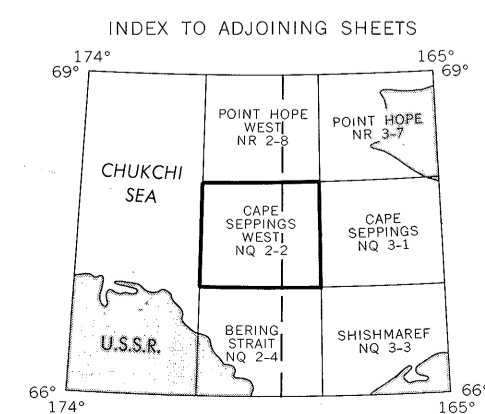 INDEX TO ADJOINING SHEETS
174°
165°
69°
69°
POINT HOPE
WEST
NR 2-8
POINT HOPE
NR 3-7
CHUKCHI
SEA
CAPE
SEPPINGS
WEST
NQ 2-2
CAPE
SEPPINGS
NQ 3-1
U.S.S.R.
BERING
STRAIT
NQ 2-4
SHISHMAREF
NQ 3-3
66°
66°
174°
165°